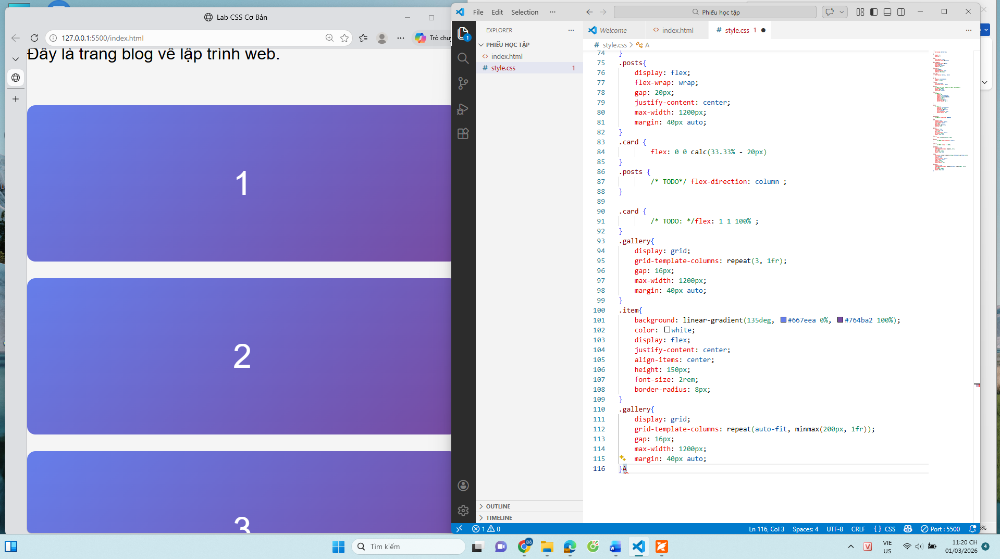 Lab CSS Cơ Bản
127.0.0.1:5500/index.html
Trò chuy
Đây là trang blog về lập trình web.
1
2
3
File Edit Selection ···
Phiếu học tập
EXPLORER
PHIẾU HỌC TẬP
<> index.html
# style.css 1
OUTLINE
TIMELINE
Welcome
<> index.html
# style.css 1
# style.css > A
74 }
75 .posts{
76 display: flex;
77 flex-wrap: wrap;
78 gap: 20px;
79 justify-content: center;
80 max-width: 1200px;
81 margin: 40px auto;
82 }
83 .card {
84 flex: 0 0 calc(33.33% - 20px)
85 }
86 .posts {
87 /* TODO*/ flex-direction: column ;
88 }
89
90 .card {
91 /* TODO: */flex: 1 1 100% ;
92 }
93 .gallery{
94 display: grid;
95 grid-template-columns: repeat(3, 1fr);
96 gap: 16px;
97 max-width: 1200px;
98 margin: 40px auto;
99 }
100 .item{
101 background: linear-gradient(135deg, #667eea 0%, #764ba2 100%);
102 color: white;
103 display: flex;
104 justify-content: center;
105 align-items: center;
106 height: 150px;
107 font-size: 2rem;
108 border-radius: 8px;
109 }
110 .gallery{
111 display: grid;
112 grid-template-columns: repeat(auto-fit, minmax(200px, 1fr));
113 gap: 16px;
114 max-width: 1200px;
115 margin: 40px auto;
116 }A
1 0
Ln 116, Col 3 Spaces: 4 UTF-8 CRLF { } CSS Port : 5500
Tìm kiếm
Đỗ
VIE
US
11:20 CH
01/03/2026
4